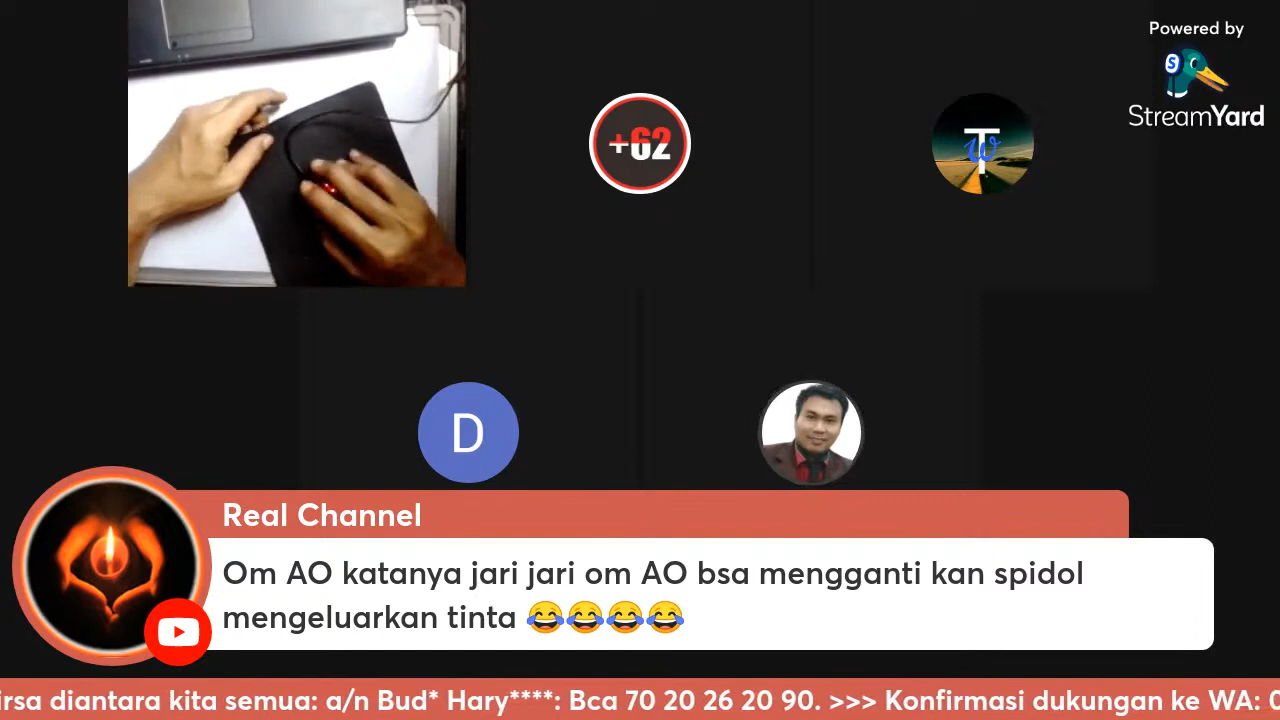 Powered by
S
StreamYard
+62
T
w
D
Real Channel
Om AO katanya jari jari om AO bsa mengganti kan spidol
mengeluarkan tinta 😂😂😂😂
irsa diantara kita semua: a/n Bud* Hary****: Bca 70 20 26 20 90. >>> Konfirmasi dukungan ke WA: 0